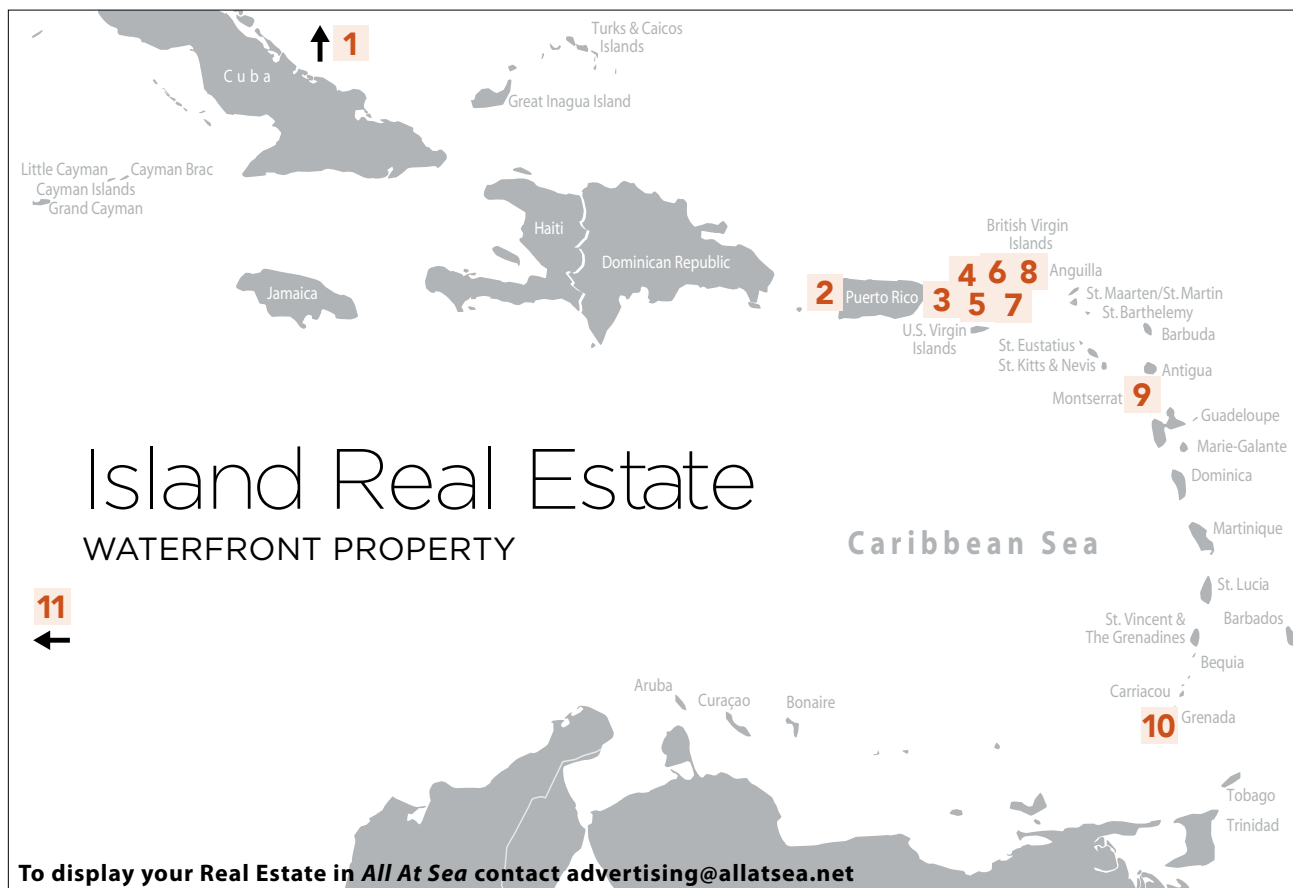 Turks & Caicos
Islands
1
Cuba
Great Inagua Island
Little Cayman
Cayman Brac
Cayman Islands
Grand Cayman
Haiti
Dominican Republic
Jamaica
British Virgin
Islands
2
Puerto Rico
3
4
5
6
7
8
Anguilla
St. Maarten/St. Martin
St. Barthelemy
Barbuda
U.S. Virgin
Islands
St. Eustatius
St. Kitts & Nevis
Antigua
Montserrat
9
Guadeloupe
Marie-Galante
Dominica
Island Real Estate
WATERFRONT PROPERTY
Caribbean Sea
Martinique
St. Lucia
11
St. Vincent &
The Grenadines
Barbados
Bequia
Carriacou
10
Grenada
Aruba
Curaçao
Bonaire
Tobago
Trinidad
To display your Real Estate in All At Sea contact advertising@allatsea.net